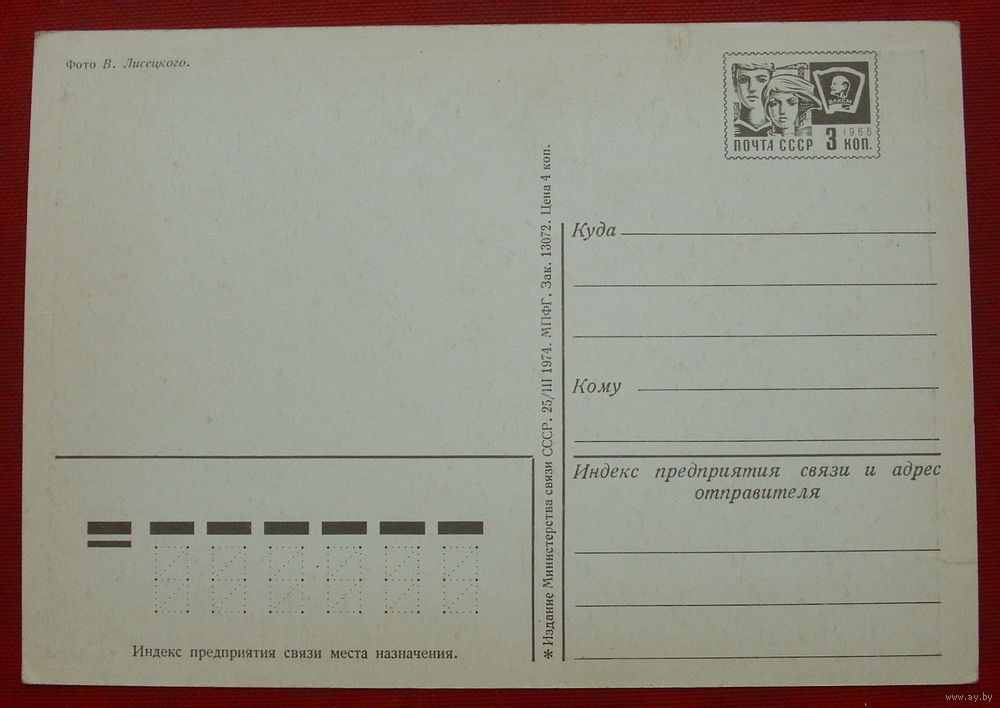 Фото В. Лисецкого.
ВЛКСМ
1966
ПОЧТА СССР 3 КОП.
* Издание Министерства связи СССР. 25/III 1974. МПФГ. Зак. 13072. Цена 4 коп.
Куда
Кому
Индекс предприятия связи и адрес
отправителя
Индекс предприятия связи места назначения.
www.ay.by